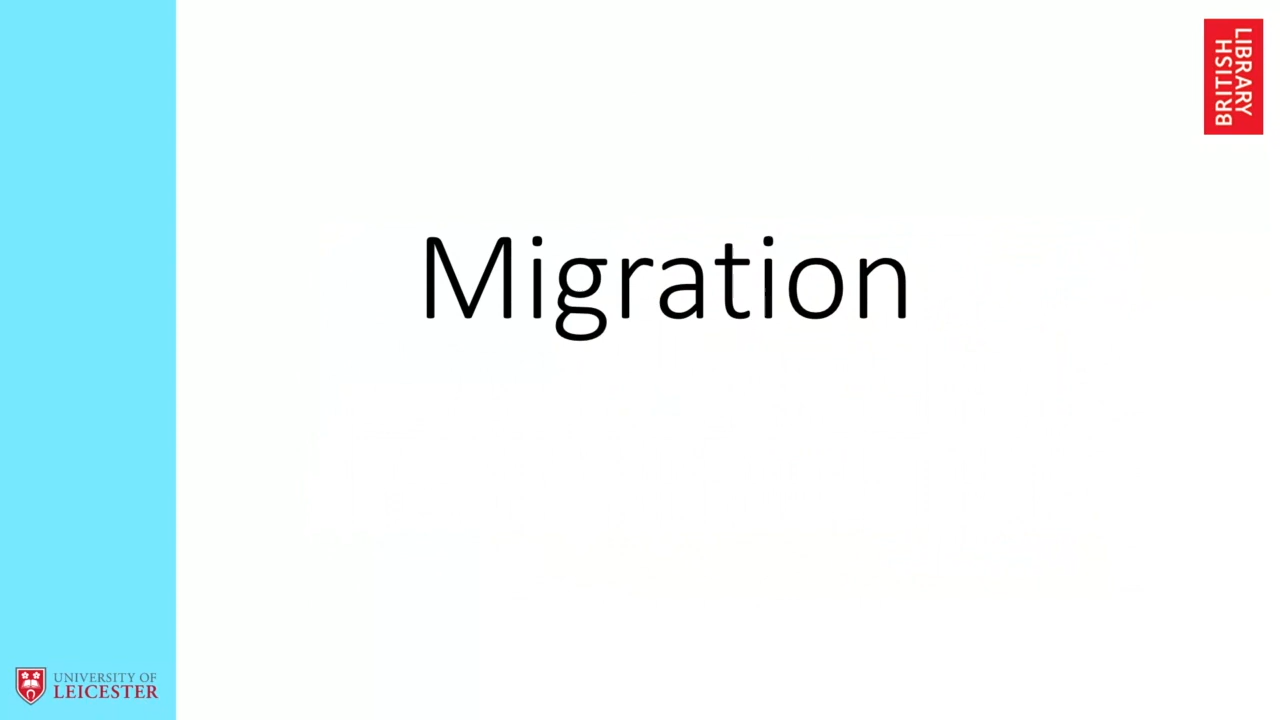 LIBRARY
BRITISH
Migration
UNIVERSITY OF
LEICESTER